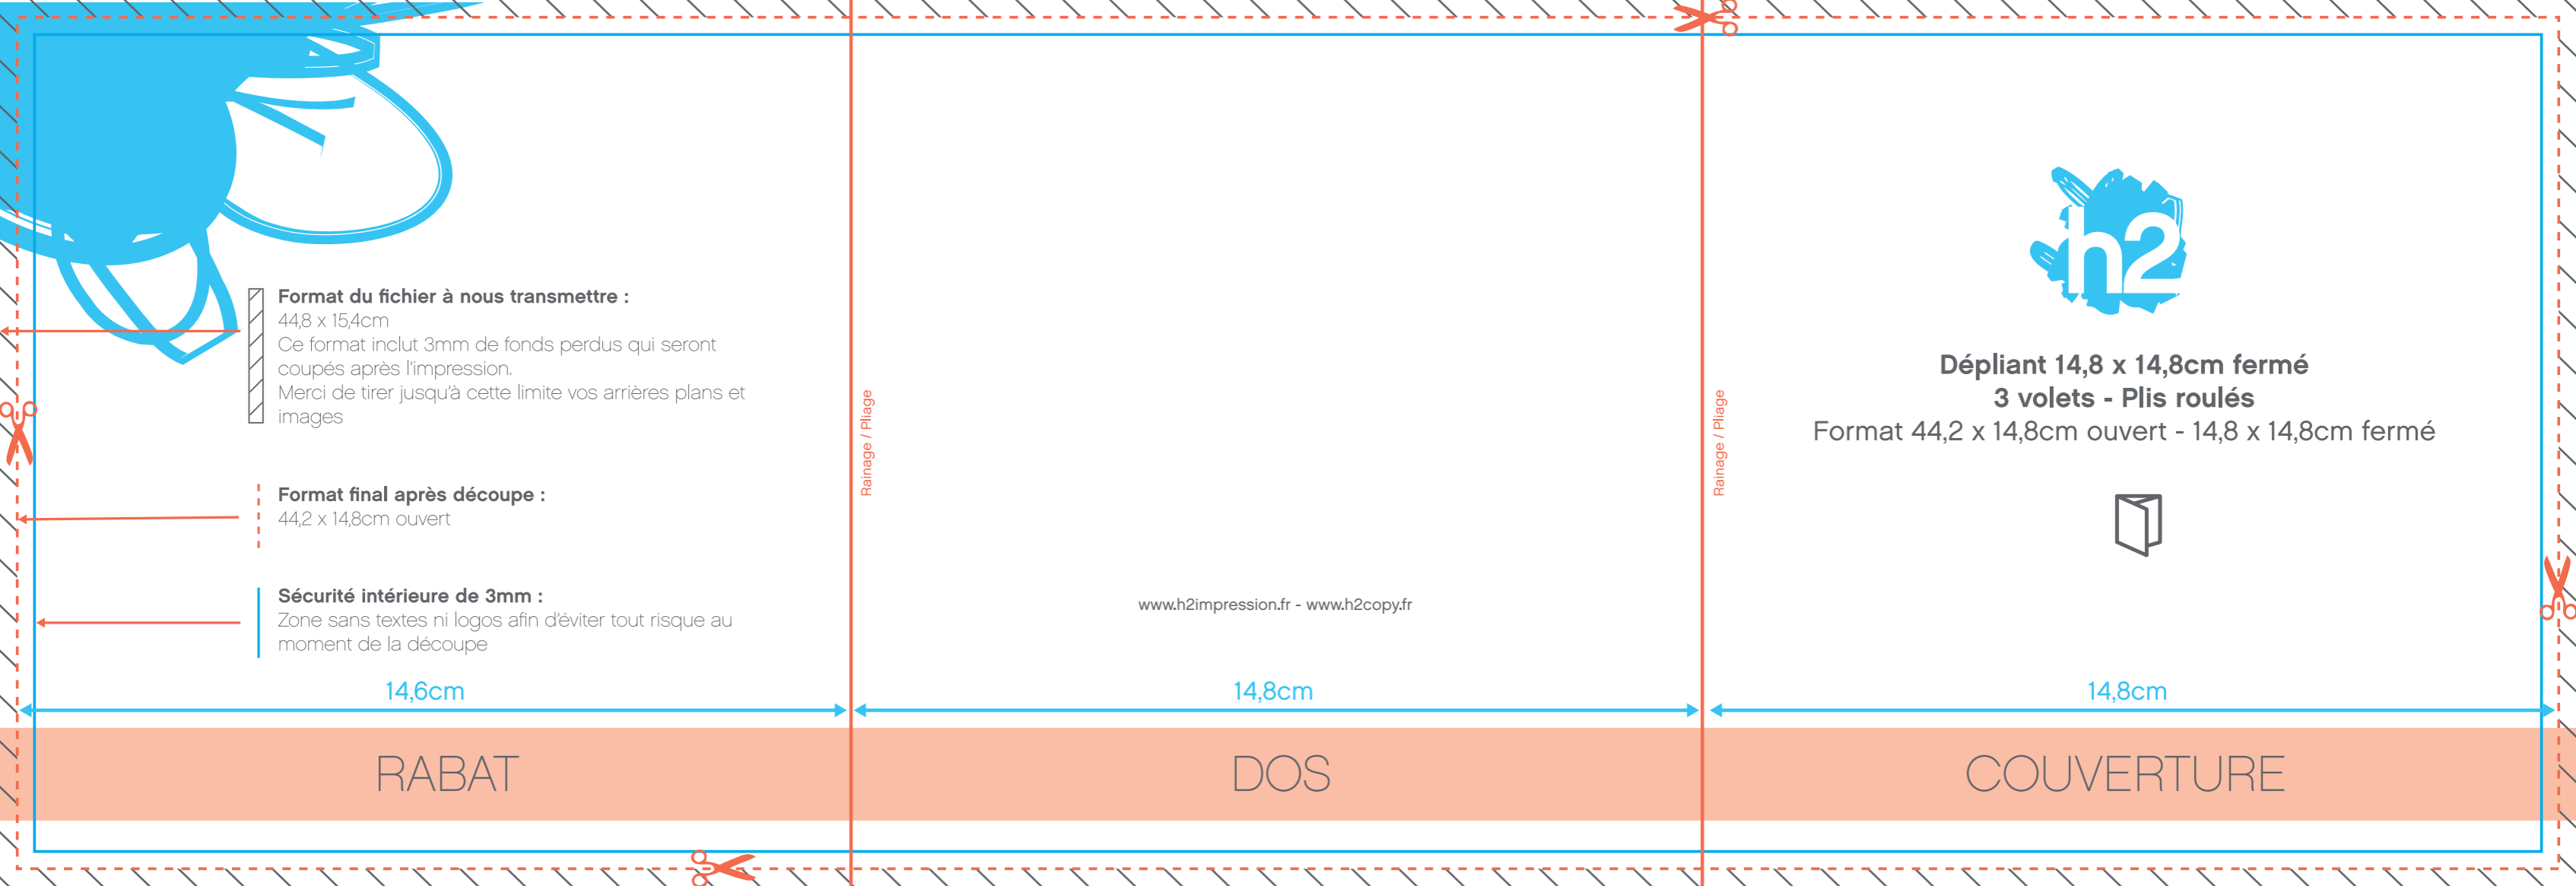 Format du fichier à nous transmettre :
44,8 x 15,4cm
Ce format inclut 3mm de fonds perdus qui seront
coupés après l'impression.
Merci de tirer jusqu'à cette limite vos arrières plans et
images
Format final après découpe :
44,2 x 14,8cm ouvert
Sécurité intérieure de 3mm :
Zone sans textes ni logos afin d'éviter tout risque au
moment de la découpe
14,6cm
RABAT
Rainage / Pliage
www.h2impression.fr - www.h2copy.fr
14,8cm
DOS
Rainage / Pliage
h2
Dépliant 14,8 x 14,8cm fermé
3 volets - Plis roulés
Format 44,2 x 14,8cm ouvert - 14,8 x 14,8cm fermé
14,8cm
COUVERTURE